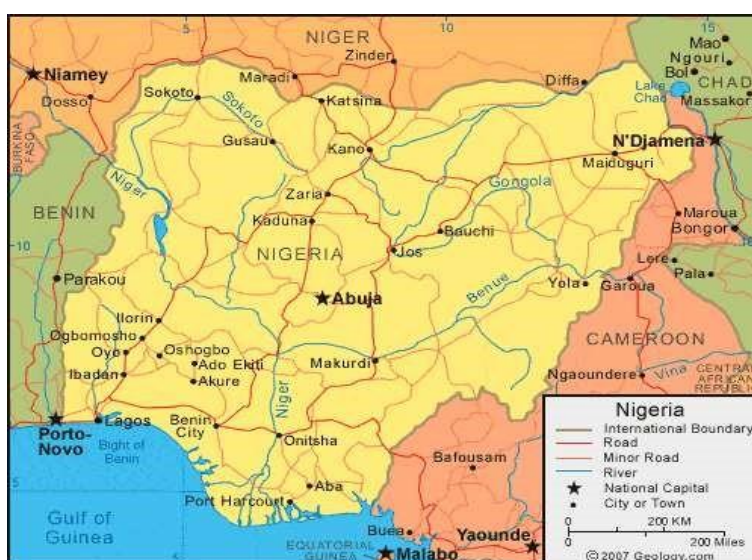 5
10
15
NIGER
Zinder
Mao
Ngouri
Bol
CHAD
Massakory
Niamey
Dosso
Maradi
Diffa
Lake
Chad
Sokoto
Sokoto
Katsina
BURKINA
FASO
Gusau
Kano
N'Djamena
Maiduguri
Niger
Zaria
Gongola
BENIN
Kaduna
NIGERIA
Bauchi
Jos
Maroua
Bongor
10
Parakou
Abuja
Benue
Yola
Lere
Pala
Garoua
Ilorin
Ogbomosho
Oyo
Oshogbo
Ado Ekiti
Ibadan
Akure
Makurdi
CAMEROON
Ngaoundere
Vina
CENTRAL
AFRICAN
REPUBLIC
Niger
Porto-
Novo
Lagos
Benin
City
Onitsha
Bight of
Benin
Bafousam
Aba
Port Harcourt
5
Gulf of
Guinea
Buea
EQUATORIAL
GUINEA
Malabo
Yaounde
5
Nigeria
International Boundary
Road
Minor Road
River
National Capital
City or Town
0
200 KM
0
200 Miles
© 2007 Geology.com